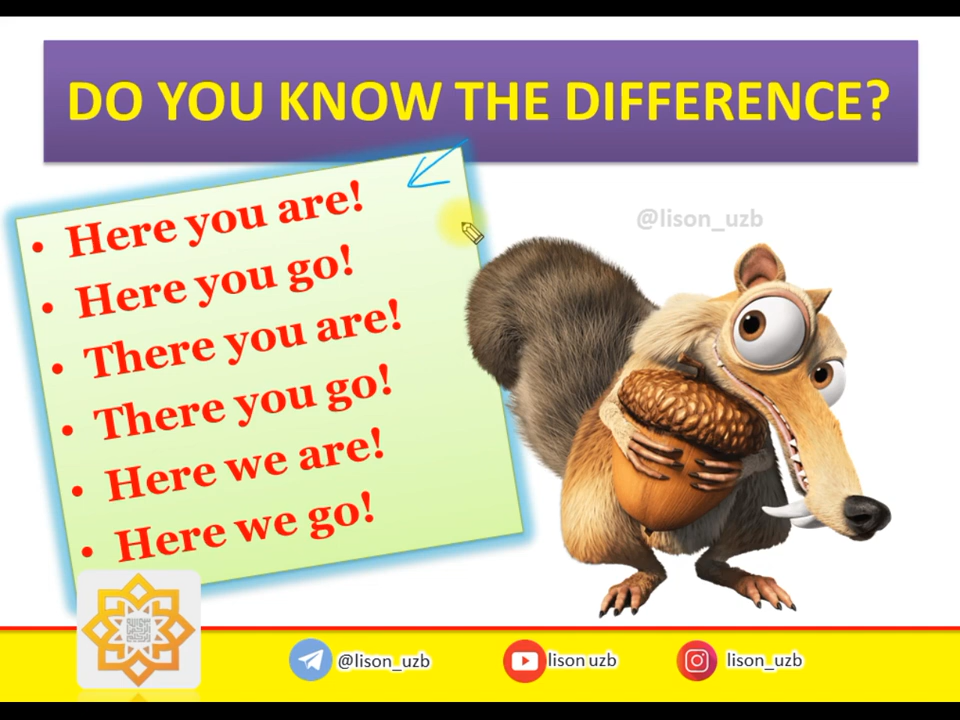 DO YOU KNOW THE DIFFERENCE?
@lison_uzb
• Here you are!
• Here you go!
• There you are!
• There you go!
• Here we are!
• Here we go!
@lison_uzb
lison uzb
lison_uzb